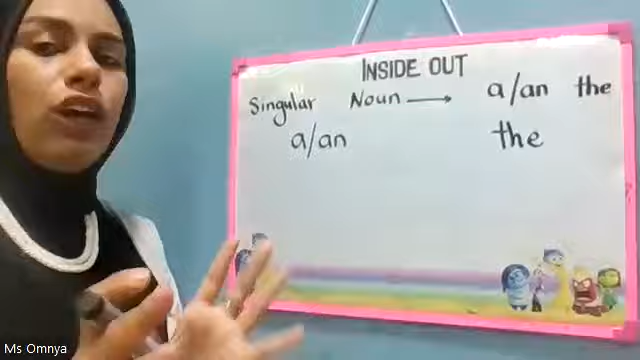 INSIDE OUT
Singular Noun → a/an the
a/an the
Ms Omnya